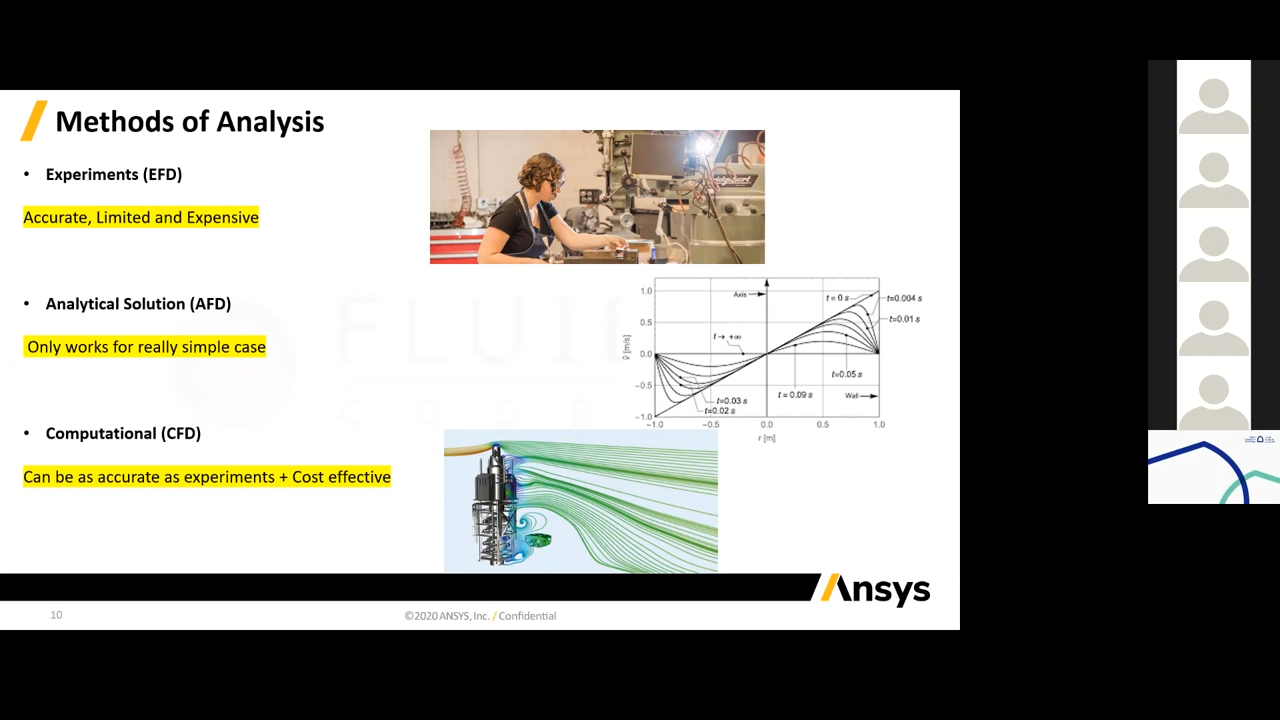 Methods of Analysis
• Experiments (EFD)
Accurate, Limited and Expensive
• Analytical Solution (AFD)
Only works for really simple case
• Computational (CFD)
Can be as accurate as experiments + Cost effective
1.0
0.5
0.0
−0.5
−1.0
−1.0 −0.5 0.0 0.5 1.0
r [m]
[m/s]
Axis
t = 0 s
t=0.004 s
t=0.01 s
t → +∞
t=0.05 s
t = 0.09 s
Wall
t=0.03 s
t=0.02 s
Ansys
10
©2020 ANSYS, Inc. / Confidential